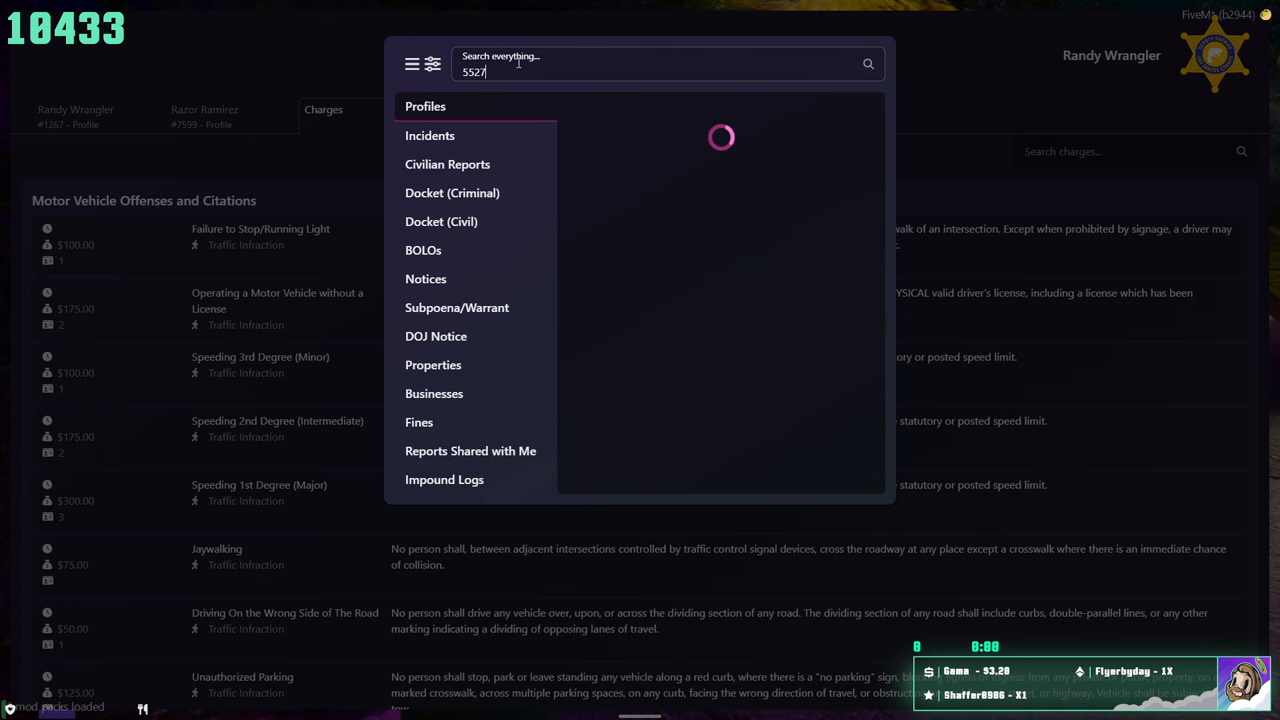 10433
FiveM® (b2944)
Randy Wrangler
Search everything...
5527
Randy Wrangler
#1267 - Profile
Razor Ramirez
#7599 - Profile
Charges
Search charges...
Profiles
Incidents
Civilian Reports
Docket (Criminal)
Docket (Civil)
BOLOs
Notices
Subpoena/Warrant
DOJ Notice
Properties
Businesses
Fines
Reports Shared with Me
Impound Logs
Motor Vehicle Offenses and Citations
$100.00
1
Failure to Stop/Running Light
Traffic Infraction
walk of an intersection. Except when prohibited by signage, a driver may
$175.00
2
Operating a Motor Vehicle without a
License
Traffic Infraction
YSICAL valid driver's license, including a license which has been
$100.00
1
Speeding 3rd Degree (Minor)
Traffic Infraction
tory or posted speed limit.
$175.00
2
Speeding 2nd Degree (Intermediate)
Traffic Infraction
statutory or posted speed limit.
$300.00
3
Speeding 1st Degree (Major)
Traffic Infraction
statutory or posted speed limit.
$75.00
Jaywalking
Traffic Infraction
No person shall, between adjacent intersections controlled by traffic control signal devices, cross the roadway at any place except a crosswalk where there is an immediate chance
of collision.
$50.00
1
Driving On the Wrong Side of The Road
Traffic Infraction
No person shall drive any vehicle over, upon, or across the dividing section of any road. The dividing section of any road shall include curbs, double-parallel lines, or any other
marking indicating a dividing of opposing lanes of travel.
$125.00
Unauthorized Parking
Traffic Infraction
No person shall stop, park or leave standing any vehicle along a red curb, where there is a "no parking" sign,
marked crosswalk, across multiple parking spaces, on any curb, facing the wrong direction of travel, or
or highway. Vehicle shall be
tow.
0 0:00
Gama - $3.28
Flyerbyday - 1X
Shaffer8906 - X1
mod packs loaded